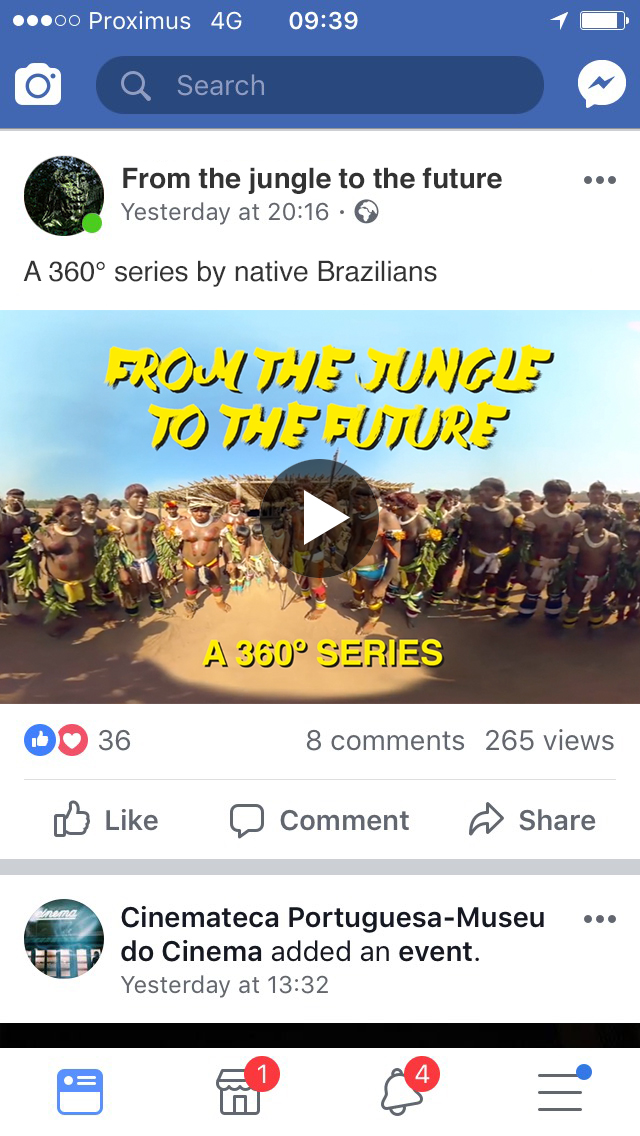 Proximus 4G 09:39
Search
From the jungle to the future
Yesterday at 20:16 ·
A 360° series by native Brazilians
FROM THE JUNGLE
TO THE FUTURE
A 360° SERIES
36 8 comments 265 views
Like Comment Share
cinema
Cinemateca Portuguesa-Museu
do Cinema added an event.
Yesterday at 13:32
1 4